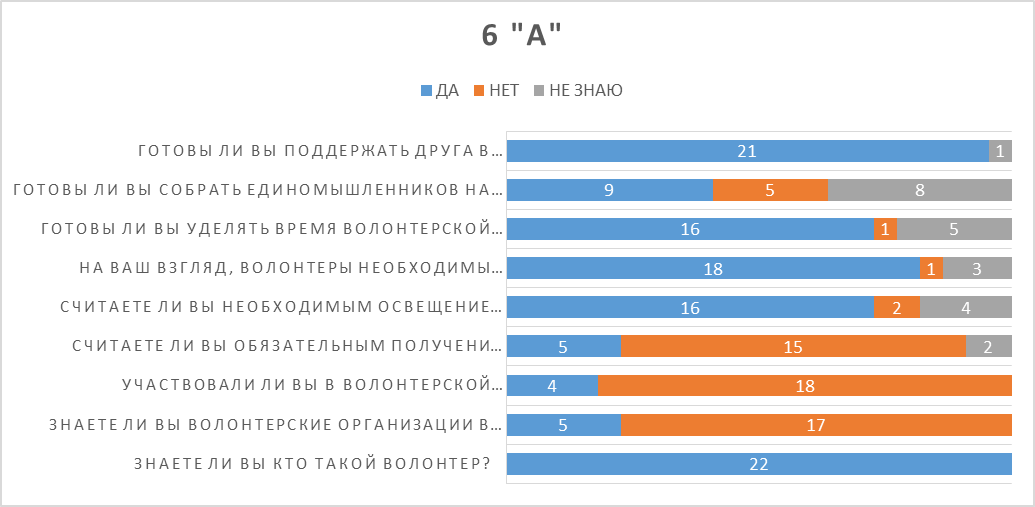 6 "А"
ДА НЕТ НЕ ЗНАЮ
ГОТОВЫ ЛИ ВЫ ПОДДЕРЖАТЬ ДРУГА В… 21 1
ГОТОВЫ ЛИ ВЫ СОБРАТЬ ЕДИНОМЫШЛЕННИКОВ НА… 9 5 8
ГОТОВЫ ЛИ ВЫ УДЕЛЯТЬ ВРЕМЯ ВОЛОНТЕРСКОЙ… 16 1 5
НА ВАШ ВЗГЛЯД, ВОЛОНТЕРЫ НЕОБХОДИМЫ… 18 1 3
СЧИТАЕТЕ ЛИ ВЫ НЕОБХОДИМЫМ ОСВЕЩЕНИЕ… 16 2 4
СЧИТАЕТЕ ЛИ ВЫ ОБЯЗАТЕЛЬНЫМ ПОЛУЧЕНИ… 5 15 2
УЧАСТВОВАЛИ ЛИ ВЫ В ВОЛОНТЕРСКОЙ… 4 18
ЗНАЕТЕ ЛИ ВЫ ВОЛОНТЕРСКИЕ ОРГАНИЗАЦИИ В… 5 17
ЗНАЕТЕ ЛИ ВЫ КТО ТАКОЙ ВОЛОНТЕР? 22